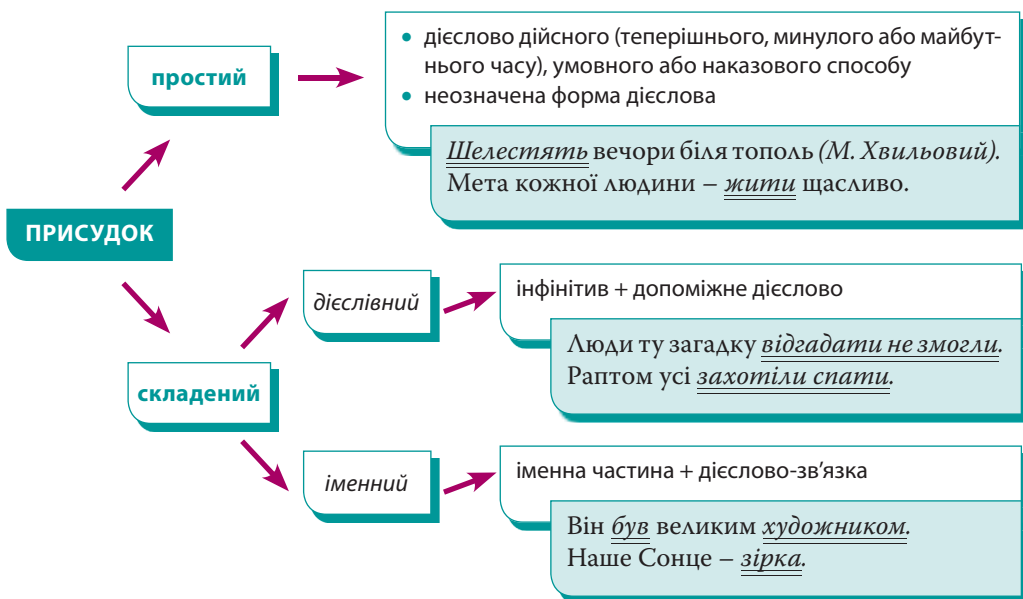 ПРИСУДОК
простий
• дієслово дійсного (теперішнього, минулого або майбут-
нього часу), умовного або наказового способу
• неозначена форма дієслова
Шелестять вечори біля тополь (М. Хвильовий).
Мета кожної людини – жити щасливо.
складений
дієслівний
інфінітив + допоміжне дієслово
Люди ту загадку відгадати не змогли.
Раптом усі захотіли спати.
іменний
іменна частина + дієслово-зв'язка
Він був великим художником.
Наше Сонце – зірка.